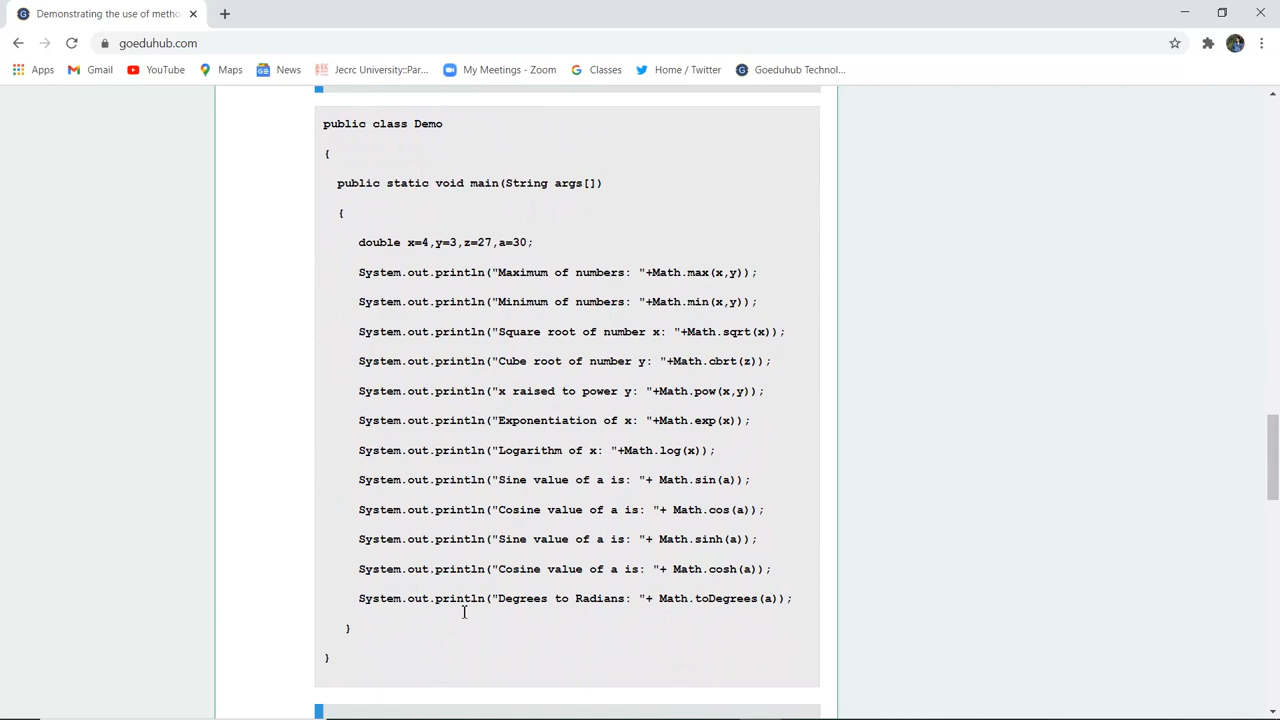 Demonstrating the use of metho
goeduhub.com
Apps Gmail YouTube Maps News Jecrc University::Par... My Meetings - Zoom Classes Home / Twitter Goeduhub Technol...
public class Demo
{
public static void main(String args[])
{
double x=4,y=3,z=27,a=30;
System.out.println("Maximum of numbers: "+Math.max(x,y));
System.out.println("Minimum of numbers: "+Math.min(x,y));
System.out.println("Square root of number x: "+Math.sqrt(x));
System.out.println("Cube root of number y: "+Math.cbrt(z));
System.out.println("x raised to power y: "+Math.pow(x,y));
System.out.println("Exponentiation of x: "+Math.exp(x));
System.out.println("Logarithm of x: "+Math.log(x));
System.out.println("Sine value of a is: "+ Math.sin(a));
System.out.println("Cosine value of a is: "+ Math.cos(a));
System.out.println("Sine value of a is: "+ Math.sinh(a));
System.out.println("Cosine value of a is: "+ Math.cosh(a));
System.out.println("Degrees to Radians: "+ Math.toDegrees(a));
}
}